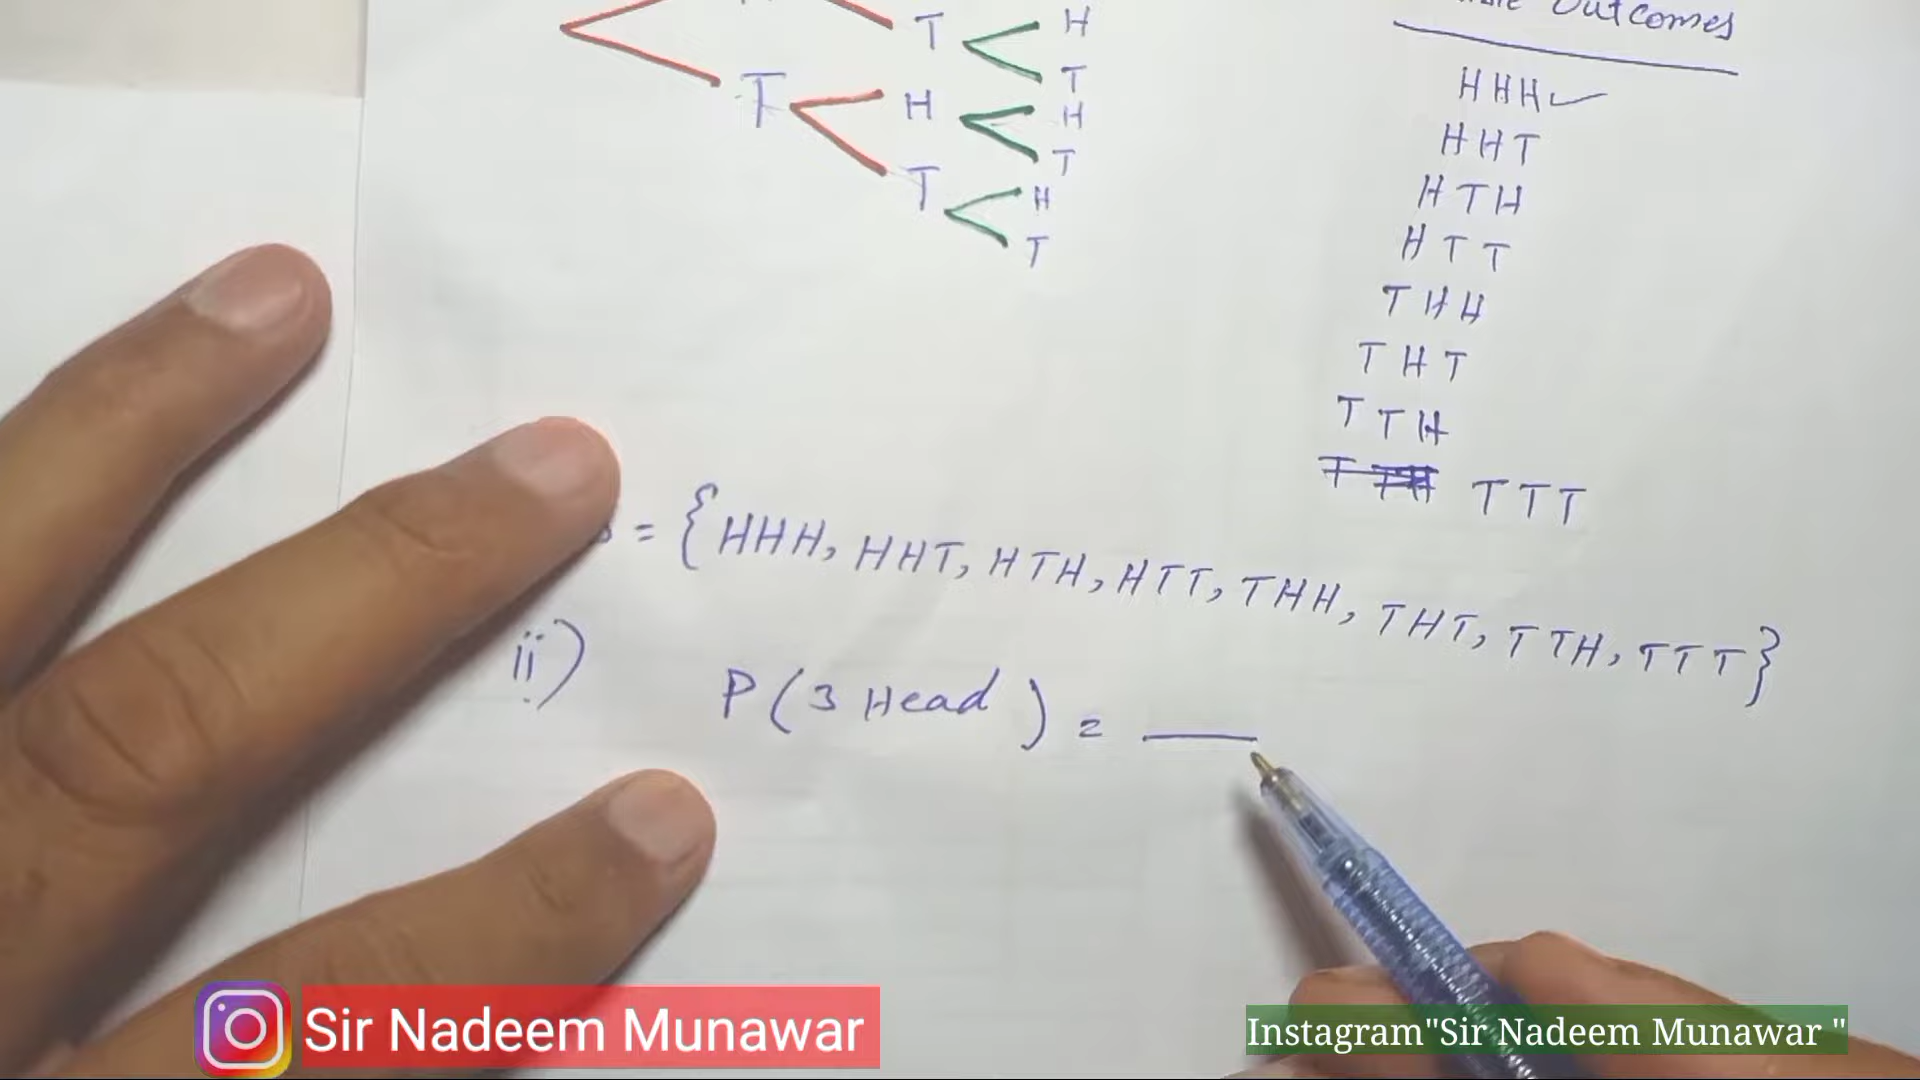 Outcomes
T H
T
T H H
T
T H
T
HHH ✓
HHT
HTH
HTT
THH
THT
TTH
TTT
= {HHH, HHT, HTH, HTT, THH, THT, TTH, TTT}
ii) P(3 Head) =
Sir Nadeem Munawar
Instagram"Sir Nadeem Munawar "